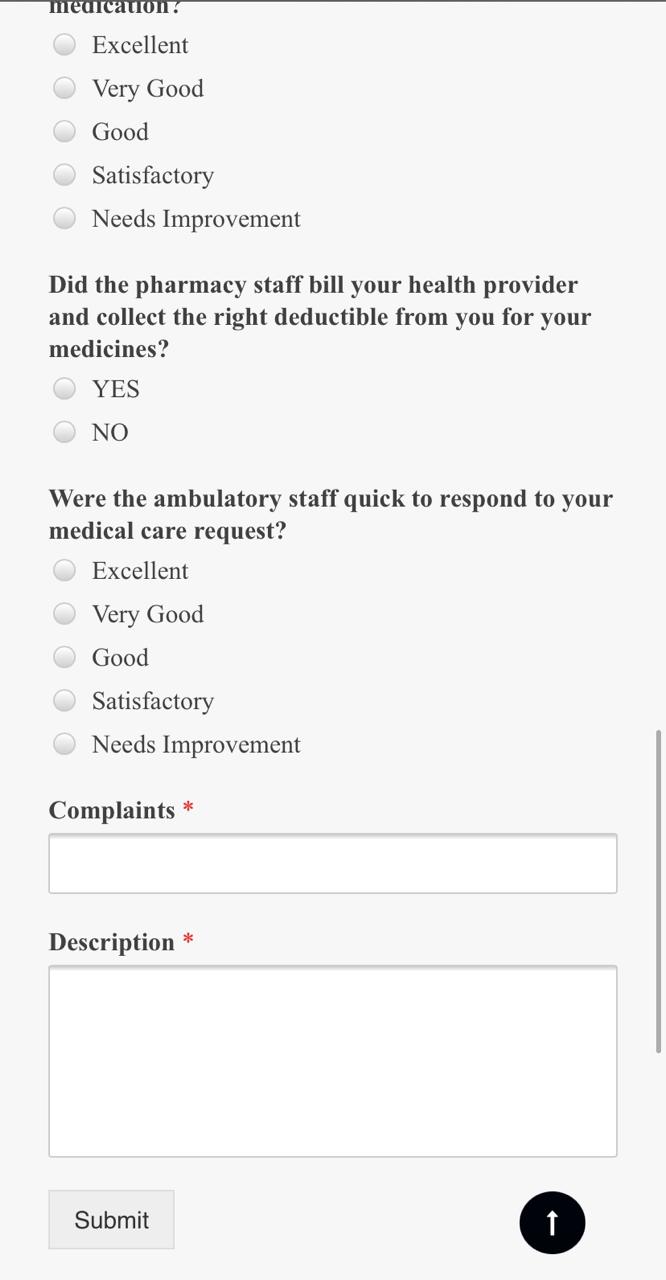 medication?
Excellent
Very Good
Good
Satisfactory
Needs Improvement
Did the pharmacy staff bill your health provider
and collect the right deductible from you for your
medicines?
YES
NO
Were the ambulatory staff quick to respond to your
medical care request?
Excellent
Very Good
Good
Satisfactory
Needs Improvement
Complaints *
Description *
Submit